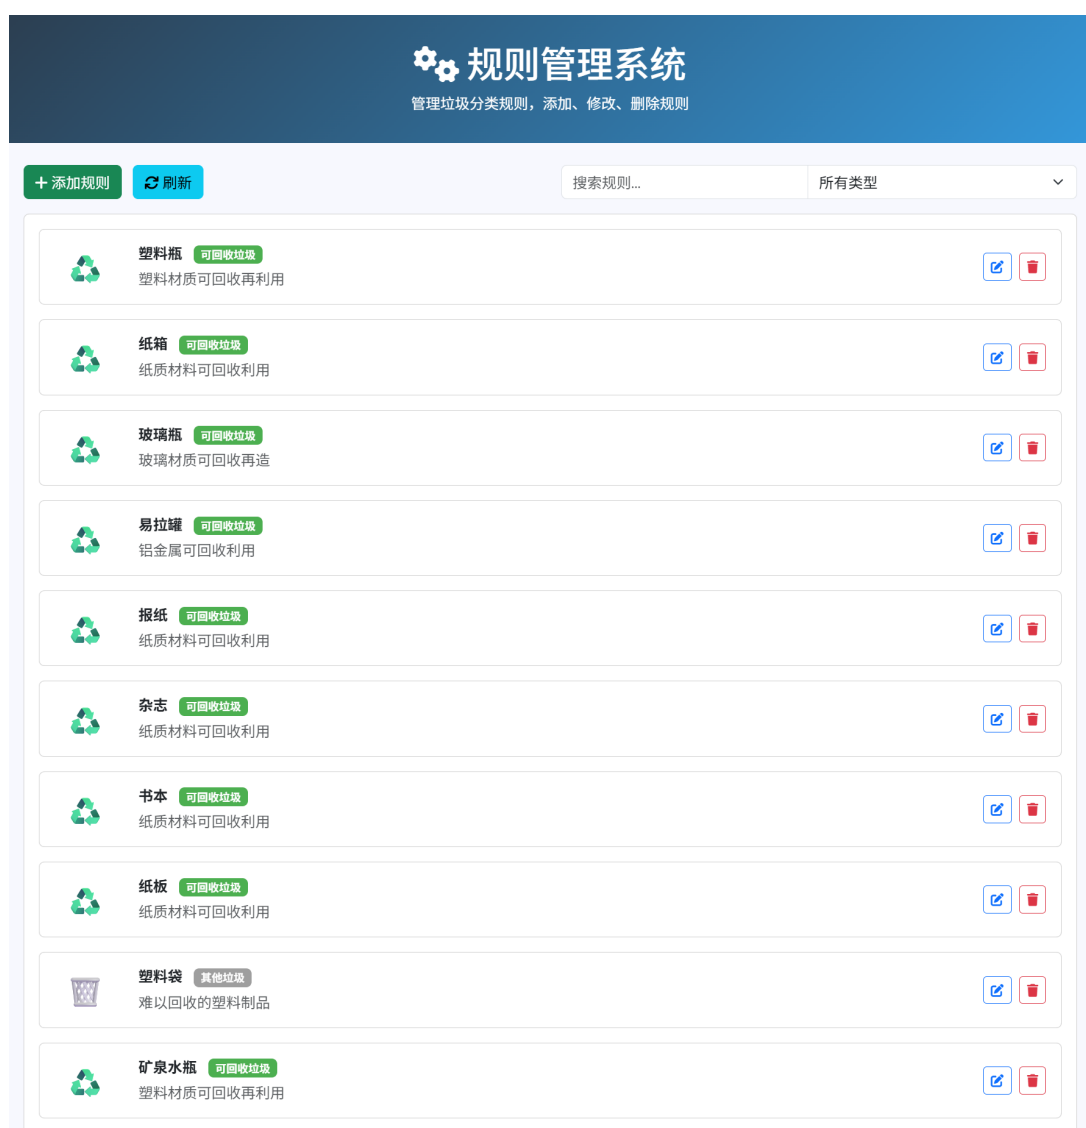 规则管理系统
管理垃圾分类规则，添加、修改、删除规则
添加规则 刷新 搜索规则... 所有类型
塑料瓶 可回收垃圾
塑料材质可回收再利用
纸箱 可回收垃圾
纸质材料可回收利用
玻璃瓶 可回收垃圾
玻璃材质可回收再造
易拉罐 可回收垃圾
铝金属可回收利用
报纸 可回收垃圾
纸质材料可回收利用
杂志 可回收垃圾
纸质材料可回收利用
书本 可回收垃圾
纸质材料可回收利用
纸板 可回收垃圾
纸质材料可回收利用
塑料袋 其他垃圾
难以回收的塑料制品
矿泉水瓶 可回收垃圾
塑料材质可回收再利用